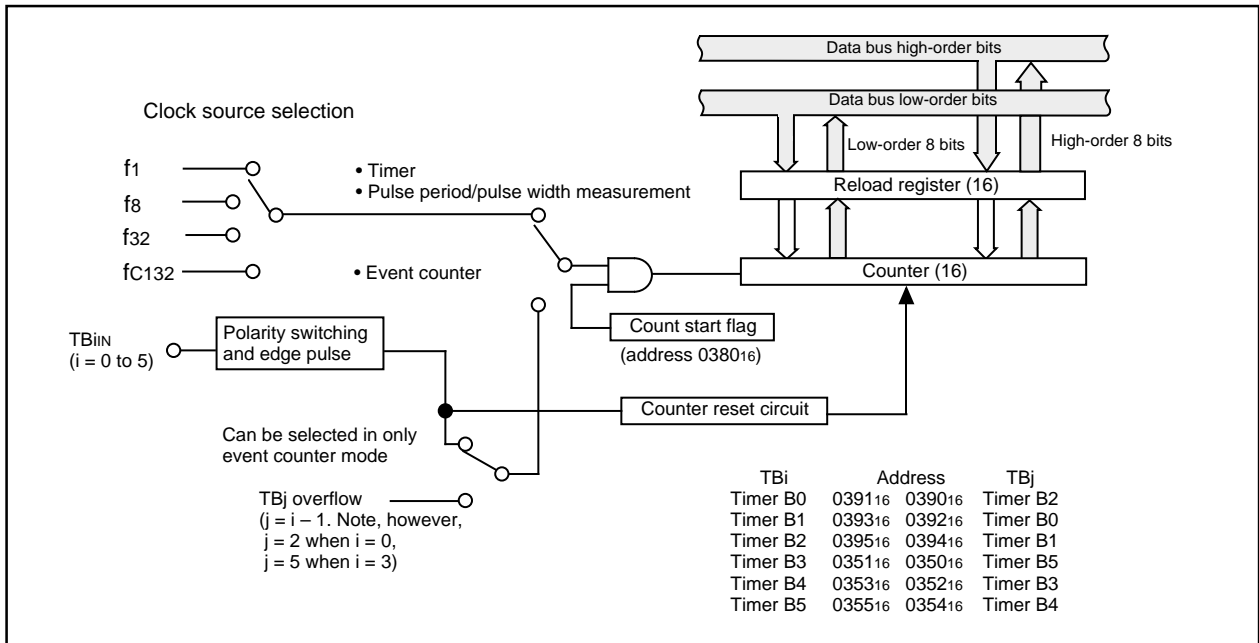 Data bus high-order bits
Data bus low-order bits
Clock source selection
Low-order 8 bits
High-order 8 bits
f1
• Timer
• Pulse period/pulse width measurement
Reload register (16)
f8
f32
fC132
• Event counter
Counter (16)
TBiIN
(i = 0 to 5)
Polarity switching
and edge pulse
Count start flag
(address 038016)
Counter reset circuit
Can be selected in only
event counter mode
TBj overflow
(j = i – 1. Note, however,
j = 2 when i = 0,
j = 5 when i = 3)
TBi Address TBj
Timer B0 039116 039016 Timer B2
Timer B1 039316 039216 Timer B0
Timer B2 039516 039416 Timer B1
Timer B3 035116 035016 Timer B5
Timer B4 035316 035216 Timer B3
Timer B5 035516 035416 Timer B4